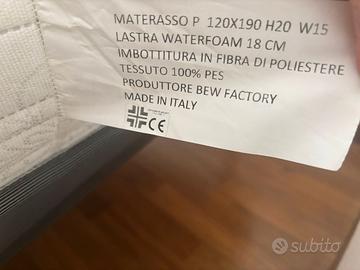 MATERASSO P 120X190 H20 W15
LASTRA WATERFOAM 18 CM
IMBOTTITURA IN FIBRA DI POLIESTERE
TESSUTO 100% PES
PRODUTTORE BEW FACTORY
MADE IN ITALY
CE
subito